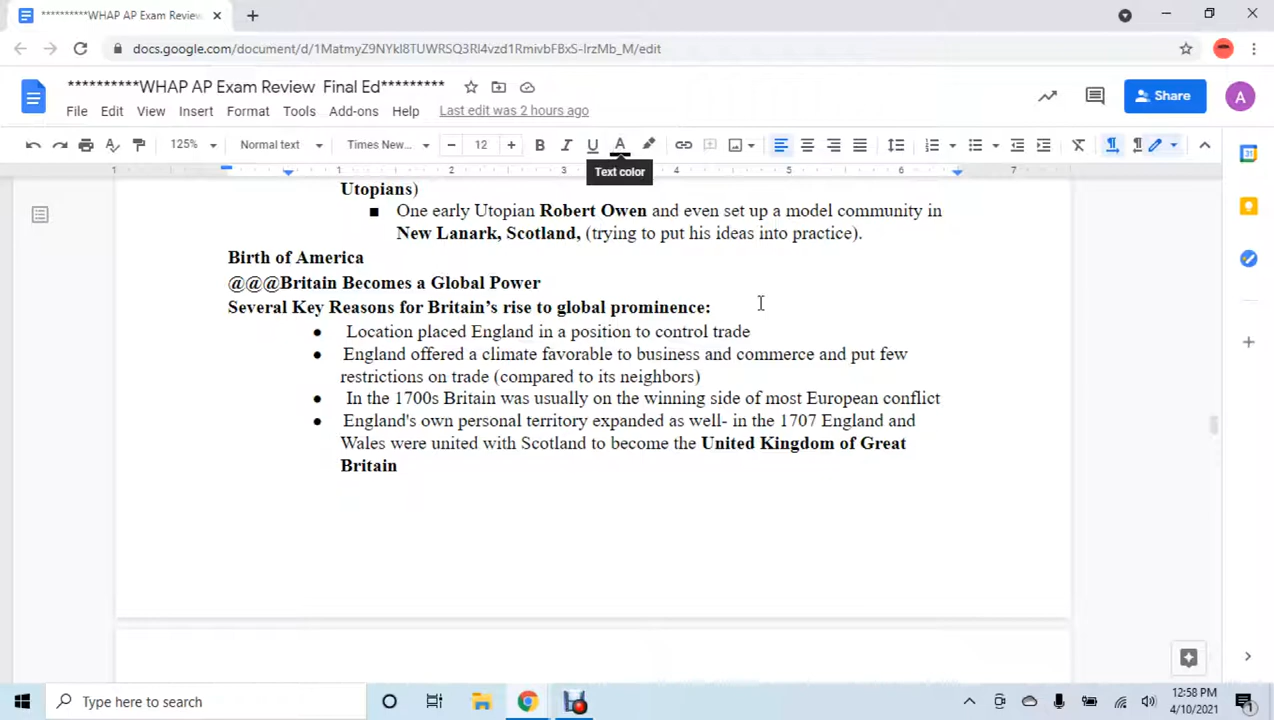 **********WHAP AP Exam Review
docs.google.com/document/d/1MatmyZ9NYkl8TUWRSQ3Rl4vzd1RmivbFBxS-lrzMb_M/edit
**********WHAP AP Exam Review Final Ed*********
Share
A
File Edit View Insert Format Tools Add-ons Help Last edit was 2 hours ago
125% Normal text Times New... 12 B I U A
Text color
1 1 2 3 4 5 6 7
Utopians)
■ One early Utopian Robert Owen and even set up a model community in
New Lanark, Scotland, (trying to put his ideas into practice).
Birth of America
@@@Britain Becomes a Global Power
Several Key Reasons for Britain’s rise to global prominence:
● Location placed England in a position to control trade
● England offered a climate favorable to business and commerce and put few
restrictions on trade (compared to its neighbors)
● In the 1700s Britain was usually on the winning side of most European conflict
● England's own personal territory expanded as well- in the 1707 England and
Wales were united with Scotland to become the United Kingdom of Great
Britain
Type here to search
12:58 PM
4/10/2021